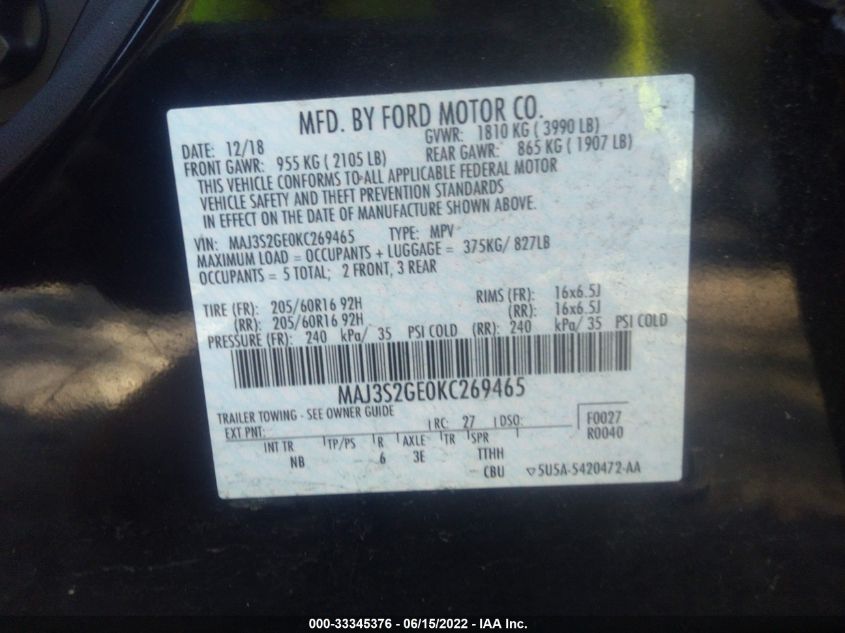 MFD. BY FORD MOTOR CO.
DATE: 12/18 GVWR: 1810 KG ( 3990 LB)
FRONT GAWR: 955 KG ( 2105 LB) REAR GAWR: 865 KG ( 1907 LB)
THIS VEHICLE CONFORMS TO ALL APPLICABLE FEDERAL MOTOR
VEHICLE SAFETY AND THEFT PREVENTION STANDARDS
IN EFFECT ON THE DATE OF MANUFACTURE SHOWN ABOVE.
VIN: MAJ3S2GE0KC269465 TYPE: MPV
MAXIMUM LOAD = OCCUPANTS + LUGGAGE = 375KG/ 827LB
OCCUPANTS = 5 TOTAL; 2 FRONT, 3 REAR
TIRE (FR): 205/60R16 92H RIMS (FR): 16x6.5J
(RR): 205/60R16 92H (RR): 16x6.5J
PRESSURE (FR): 240 kPa/ 35 PSI COLD (RR): 240 kPa/ 35 PSI COLD
MAJ3S2GE0KC269465
TRAILER TOWING - SEE OWNER GUIDE
EXT PNT: RC: 27 DSO: F0027
R0040
INT TR TP/PS R AXLE TR SPR
NB 6 3E TTHH
CBU ▽5U5A-5420472-AA
000-33345376 - 06/15/2022 - IAA Inc.